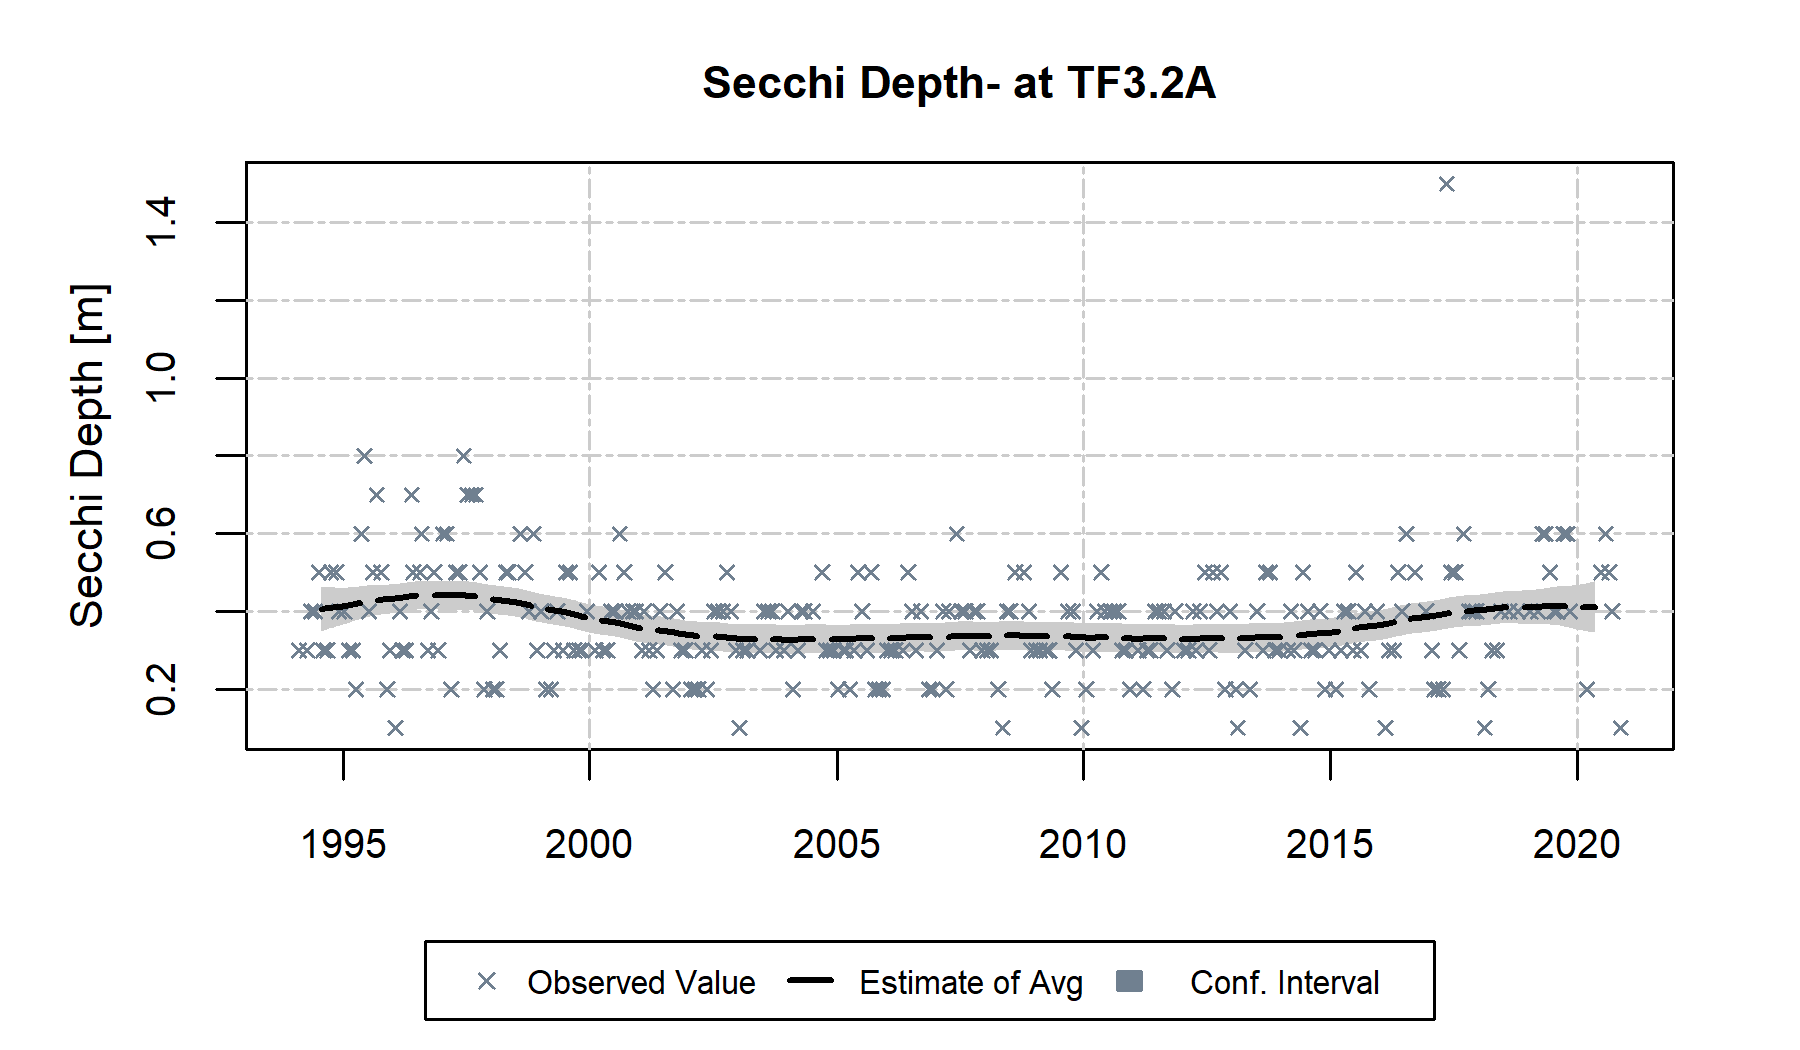 Secchi Depth- at TF3.2A
Secchi Depth [m]
1.4
1.0
0.6
0.2
1995 2000 2005 2010 2015 2020
Observed Value Estimate of Avg Conf. Interval